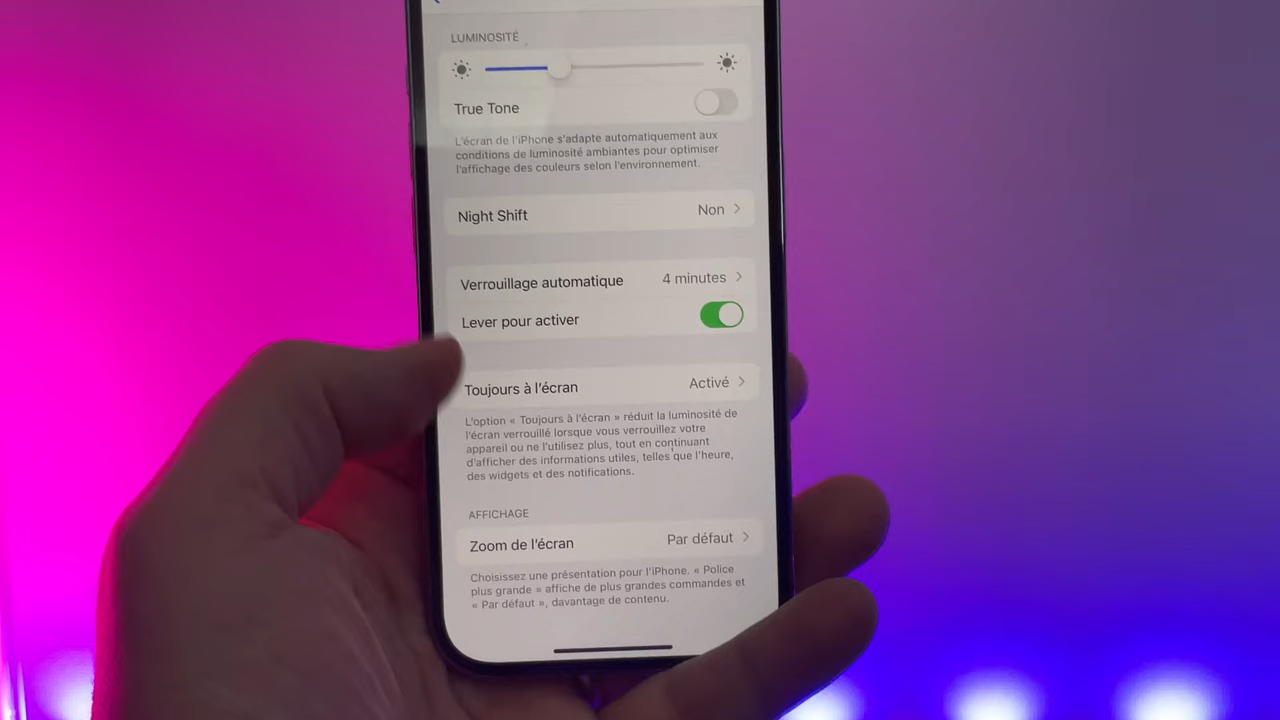 LUMINOSITÉ
True Tone
L'écran de l'iPhone s'adapte automatiquement aux
conditions de luminosité ambiantes pour optimiser
l'affichage des couleurs selon l'environnement.
Night Shift Non
Verrouillage automatique 4 minutes
Lever pour activer
Toujours à l'écran Activé
L'option « Toujours à l'écran » réduit la luminosité de
l'écran verrouillé lorsque vous verrouillez votre
appareil ou ne l'utilisez plus, tout en continuant
d'afficher des informations utiles, telles que l'heure,
des widgets et des notifications.
AFFICHAGE
Zoom de l'écran Par défaut
Choisissez une présentation pour l'iPhone. « Police
plus grande » affiche de plus grandes commandes et
« Par défaut », davantage de contenu.